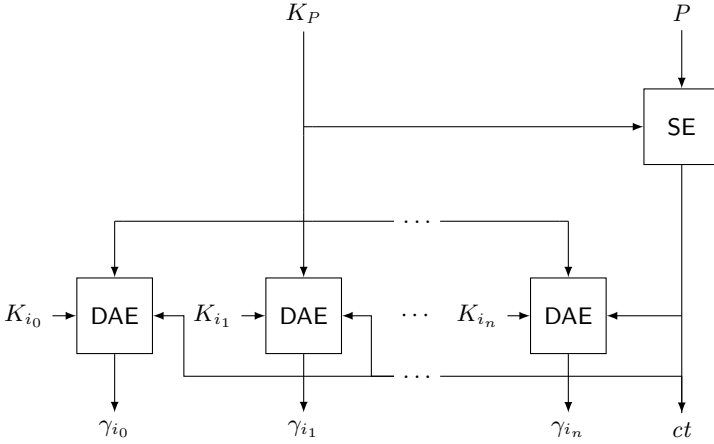 K_P P
SE
···
K_{i_0} DAE K_{i_1} DAE ··· K_{i_n} DAE
···
γ_{i_0} γ_{i_1} γ_{i_n} ct